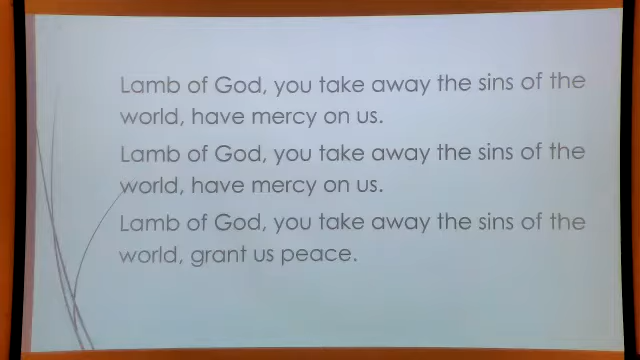 Lamb of God, you take away the sins of the
world, have mercy on us.
Lamb of God, you take away the sins of the
world, have mercy on us.
Lamb of God, you take away the sins of the
world, grant us peace.